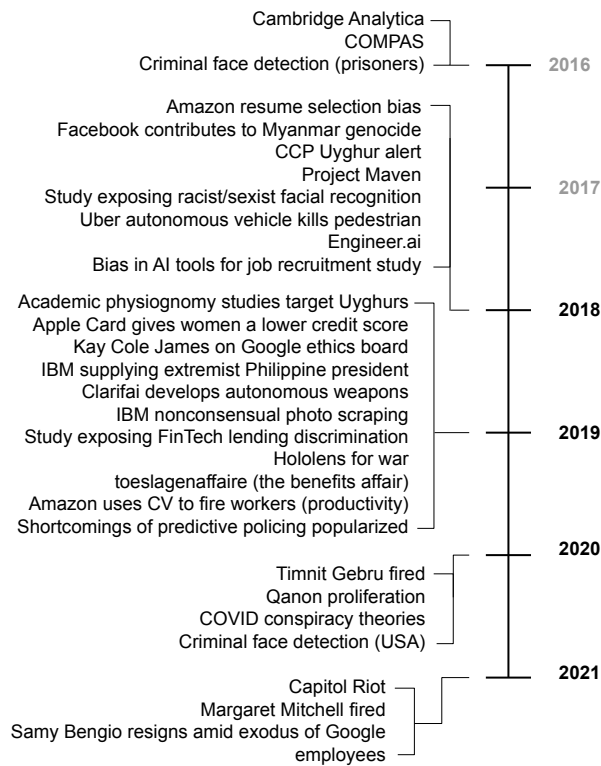 Cambridge Analytica
COMPAS
Criminal face detection (prisoners)
2016
Amazon resume selection bias
Facebook contributes to Myanmar genocide
CCP Uyghur alert
Project Maven
Study exposing racist/sexist facial recognition
2017
Uber autonomous vehicle kills pedestrian
Engineer.ai
Bias in AI tools for job recruitment study
Academic physiognomy studies target Uyghurs
2018
Apple Card gives women a lower credit score
Kay Cole James on Google ethics board
IBM supplying extremist Philippine president
Clarifai develops autonomous weapons
IBM nonconsensual photo scraping
Study exposing FinTech lending discrimination
2019
Hololens for war
toeslagenaffaire (the benefits affair)
Amazon uses CV to fire workers (productivity)
Shortcomings of predictive policing popularized
2020
Timnit Gebru fired
Qanon proliferation
COVID conspiracy theories
Criminal face detection (USA)
2021
Capitol Riot
Margaret Mitchell fired
Samy Bengio resigns amid exodus of Google
employees